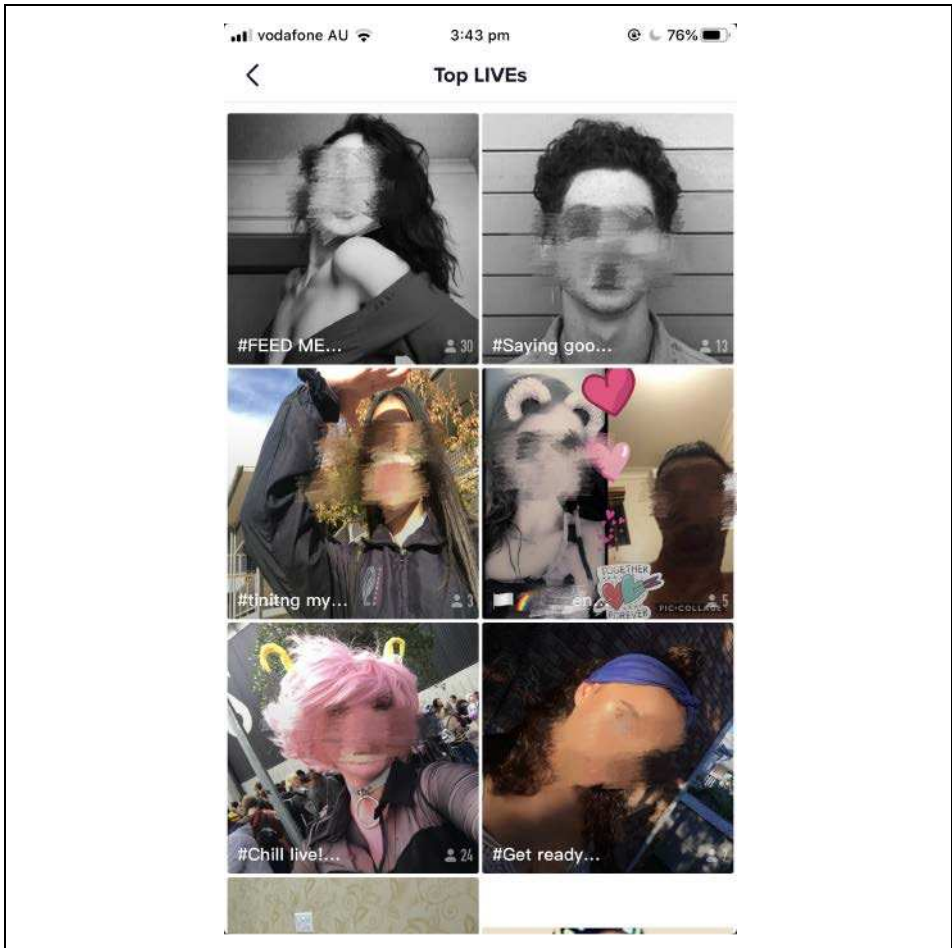 vodafone AU
3:43 pm
76%
Top LIVEs
#FEED ME...
30
#Saying goo...
13
#tinitng my...
3
TOGETHER
FOREVER
PIC•COLLAGE
5
#Chill live!...
24
#Get ready...